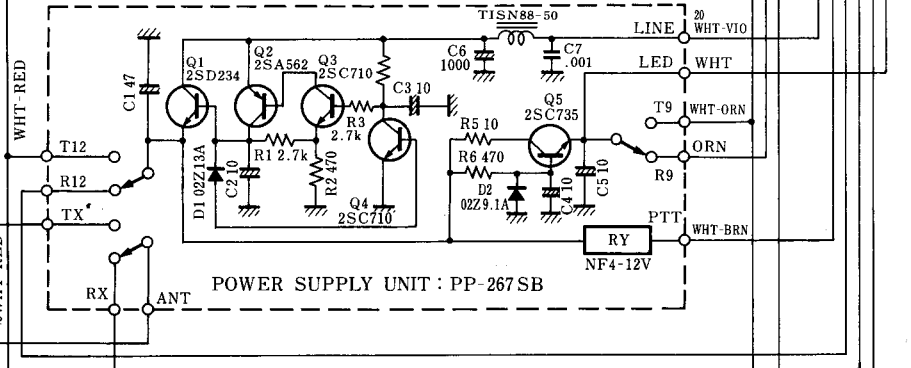 TISN88-50
LINE
20
WHT-VIO
C6
1000
C7
.001
LED
WHT
WHT-RED
C1 47
Q1
2SD234
Q2
2SA562
Q3
2SC710
C3 10
R3
2.7k
Q5
2SC735
T9
WHT-ORN
R5 10
R6 470
ORN
R9
T12
R12
TX
D1 02Z13A
C2 10
R1 2.7k
R2 470
Q4
2SC710
D2
02Z9.1A
C4 10
C5 10
PTT
WHT-BRN
RY
NF4-12V
POWER SUPPLY UNIT : PP-267SB
RX
ANT